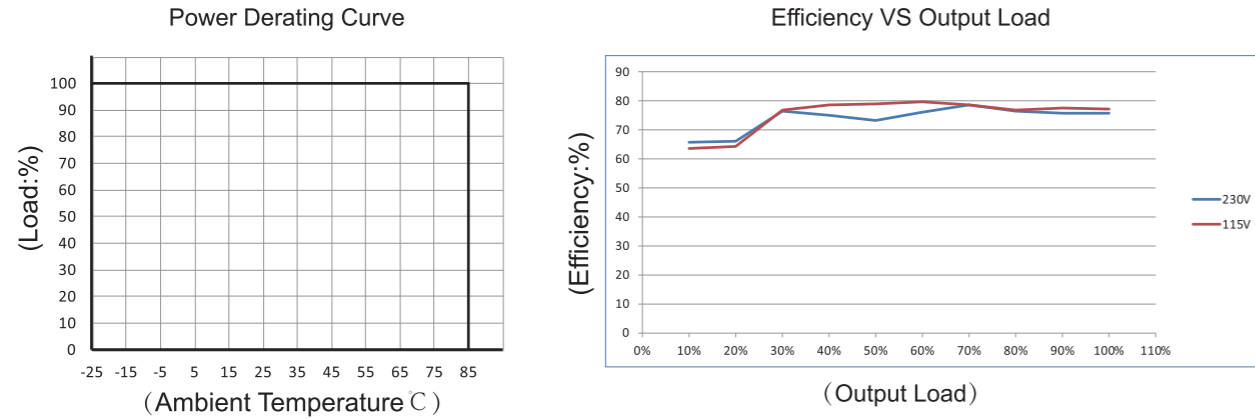 Power Derating Curve
(Load:%)
100
90
80
70
60
50
40
30
20
10
0
-25 -15 -5 5 15 25 35 45 55 65 75 85
(Ambient Temperature℃)
Efficiency VS Output Load
(Efficiency:%)
90
80
70
60
50
40
30
20
10
0
0% 10% 20% 30% 40% 50% 60% 70% 80% 90% 100% 110%
230V
115V
(Output Load)